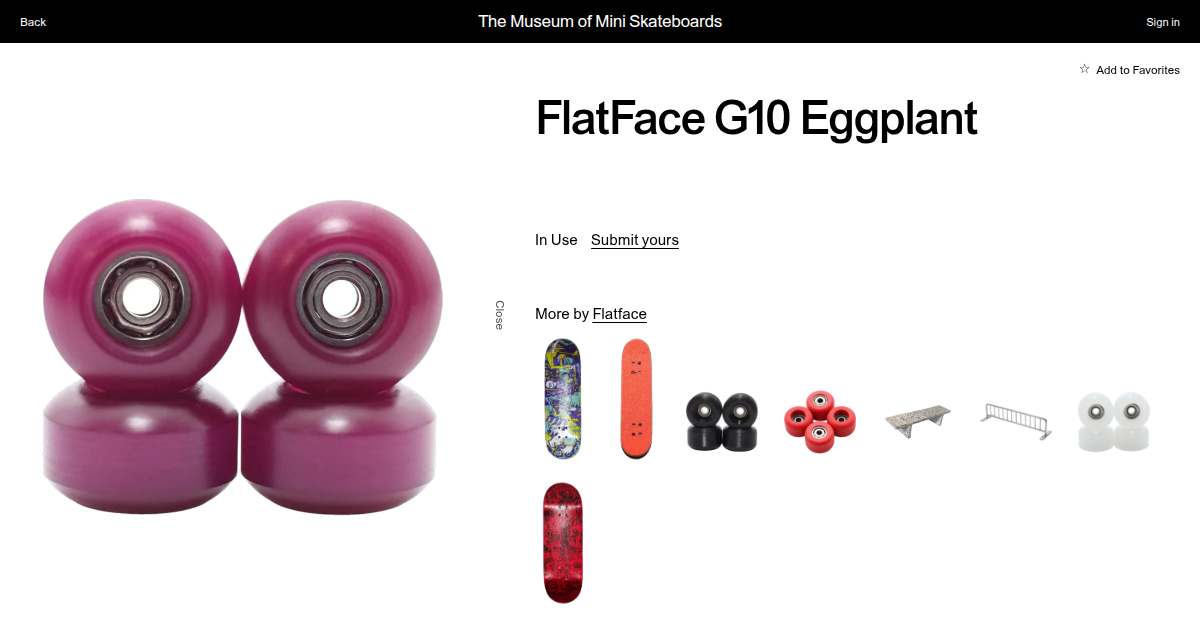 Back
The Museum of Mini Skateboards
Sign in
☆ Add to Favorites
FlatFace G10 Eggplant
In Use Submit yours
Close
More by Flatface